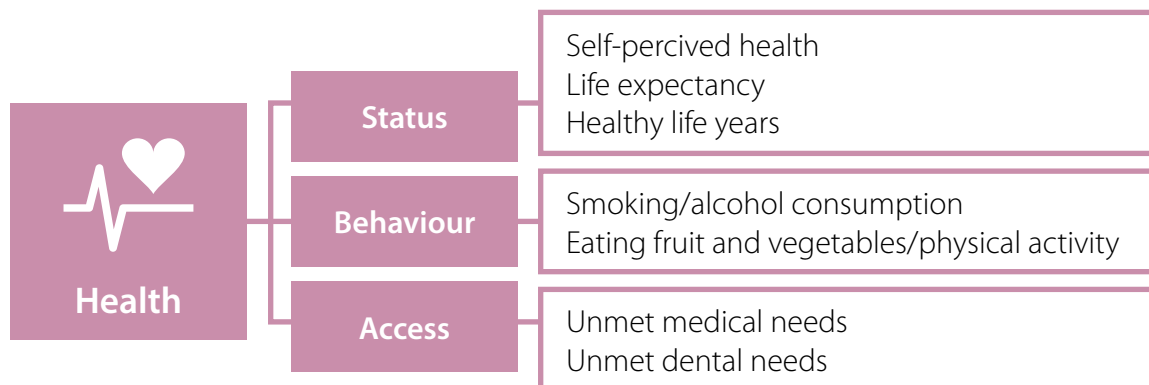 Health
Status
Self-percived health
Life expectancy
Healthy life years
Behaviour
Smoking/alcohol consumption
Eating fruit and vegetables/physical activity
Access
Unmet medical needs
Unmet dental needs